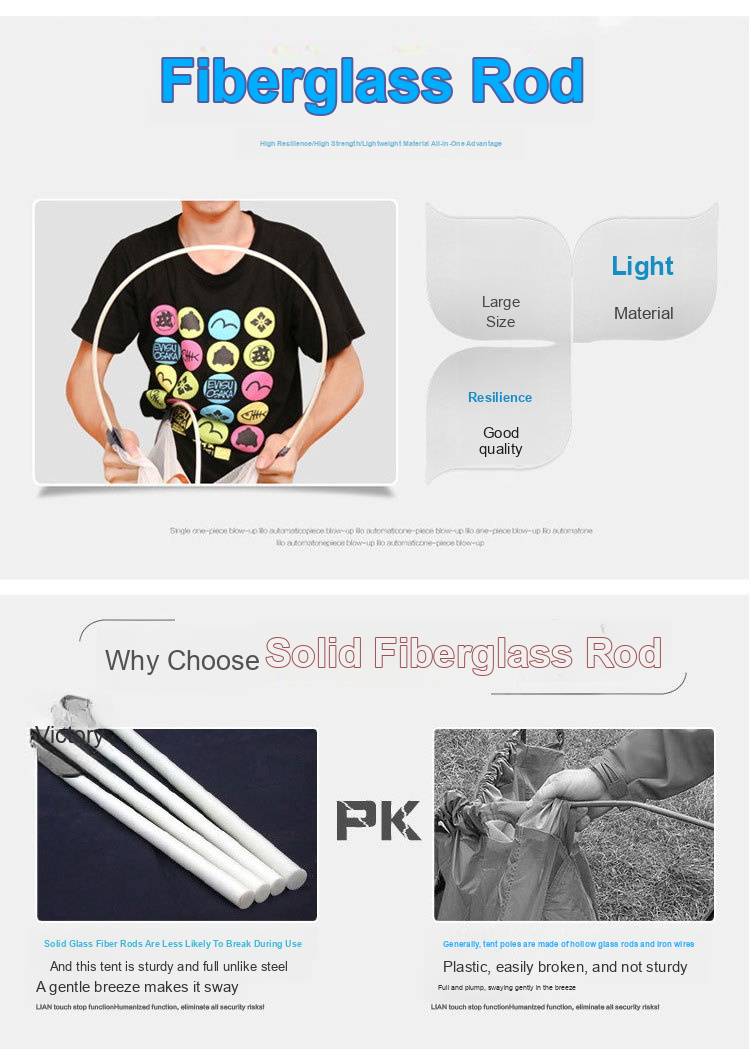 Fiberglass Rod
High Resilience/High Strength/Lightweight Material All-In-One Advantage
Large
Size
Light
Material
Resilience
Good
quality
EVISU
OSAKA
EVISU
OSAKA
Single one-piece blow-up lilo automaticopiece blow-up lilo automaticone-piece blow-up lilo ane-piece blow-up lilo automatone
lilo automatonepiece blow-up lilo automaticone-piece blow-up
Why Choose Solid Fiberglass Rod
Victory
PK
Solid Glass Fiber Rods Are Less Likely To Break During Use
And this tent is sturdy and full unlike steel
A gentle breeze makes it sway
LIAN touch stop functionHumanized function, eliminate all security risks!
Generally, tent poles are made of hollow glass rods and iron wires
Plastic, easily broken, and not sturdy
Full and plump, swaying gently in the breeze
LIAN touch stop functionHumanized function, eliminate all security risks!